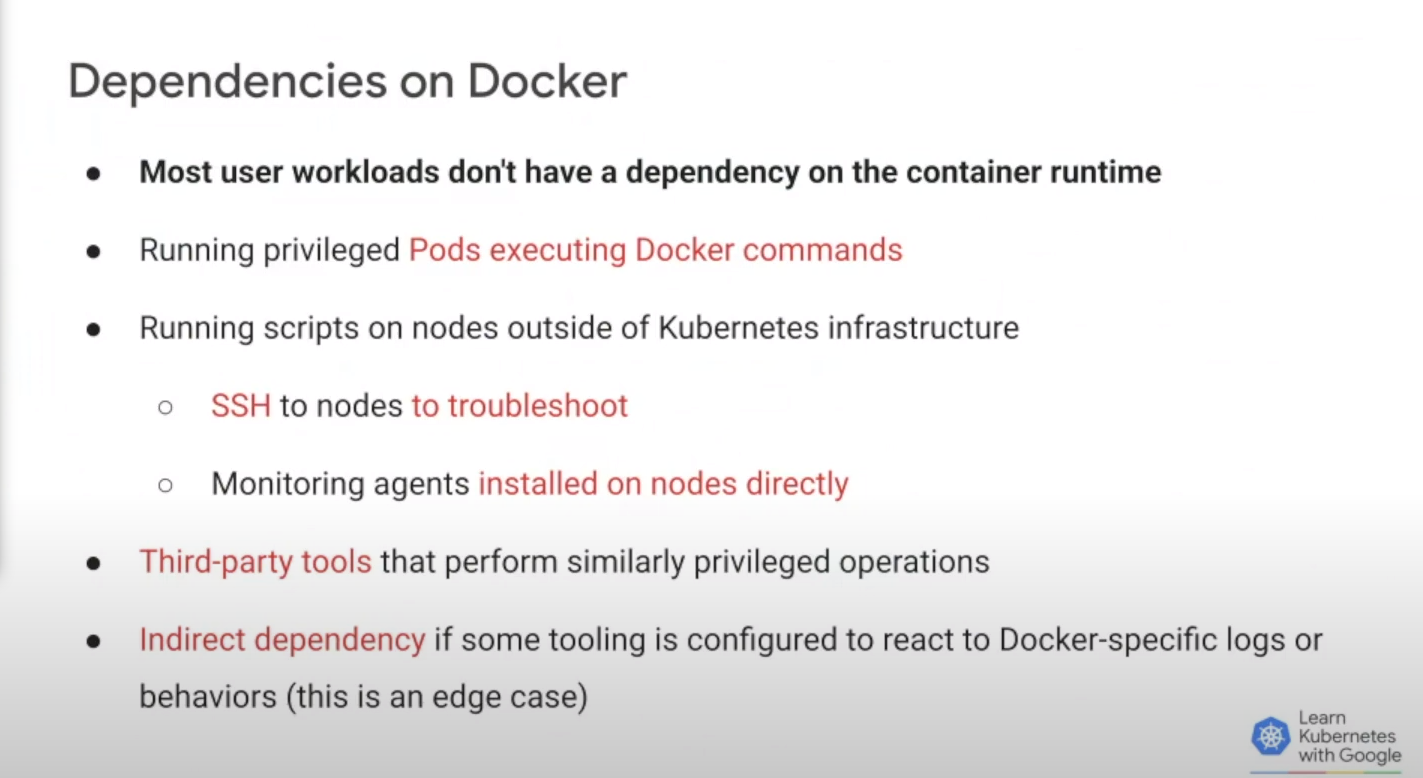 Dependencies on Docker
● Most user workloads don't have a dependency on the container runtime
● Running privileged Pods executing Docker commands
● Running scripts on nodes outside of Kubernetes infrastructure
○ SSH to nodes to troubleshoot
○ Monitoring agents installed on nodes directly
● Third-party tools that perform similarly privileged operations
● Indirect dependency if some tooling is configured to react to Docker-specific logs or
behaviors (this is an edge case)
Learn
Kubernetes
with Google